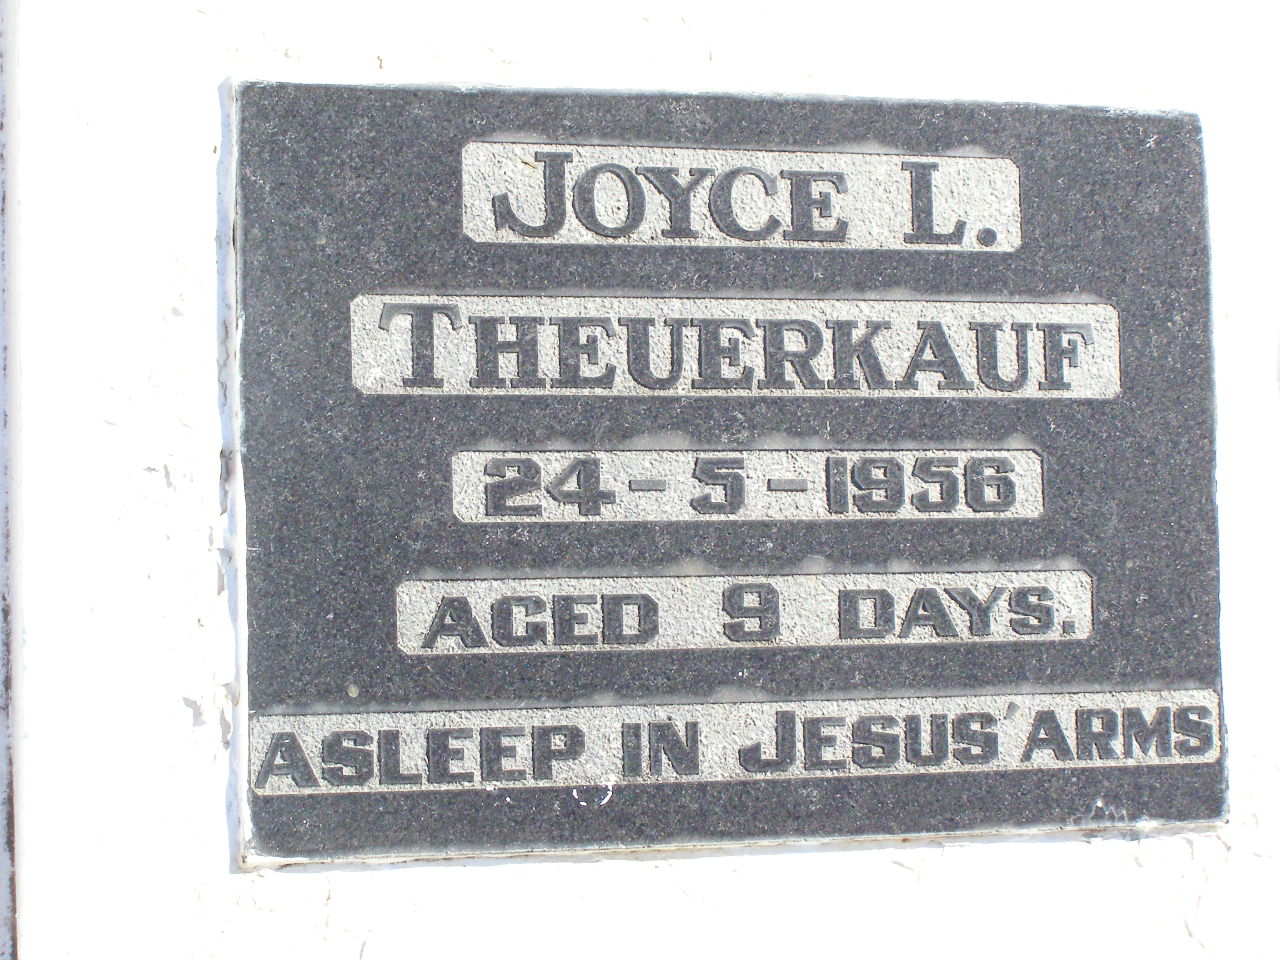 JOYCE L.
THEUERKAUF
24-5-1956
AGED 9 DAYS.
ASLEEP IN JESUS' ARMS